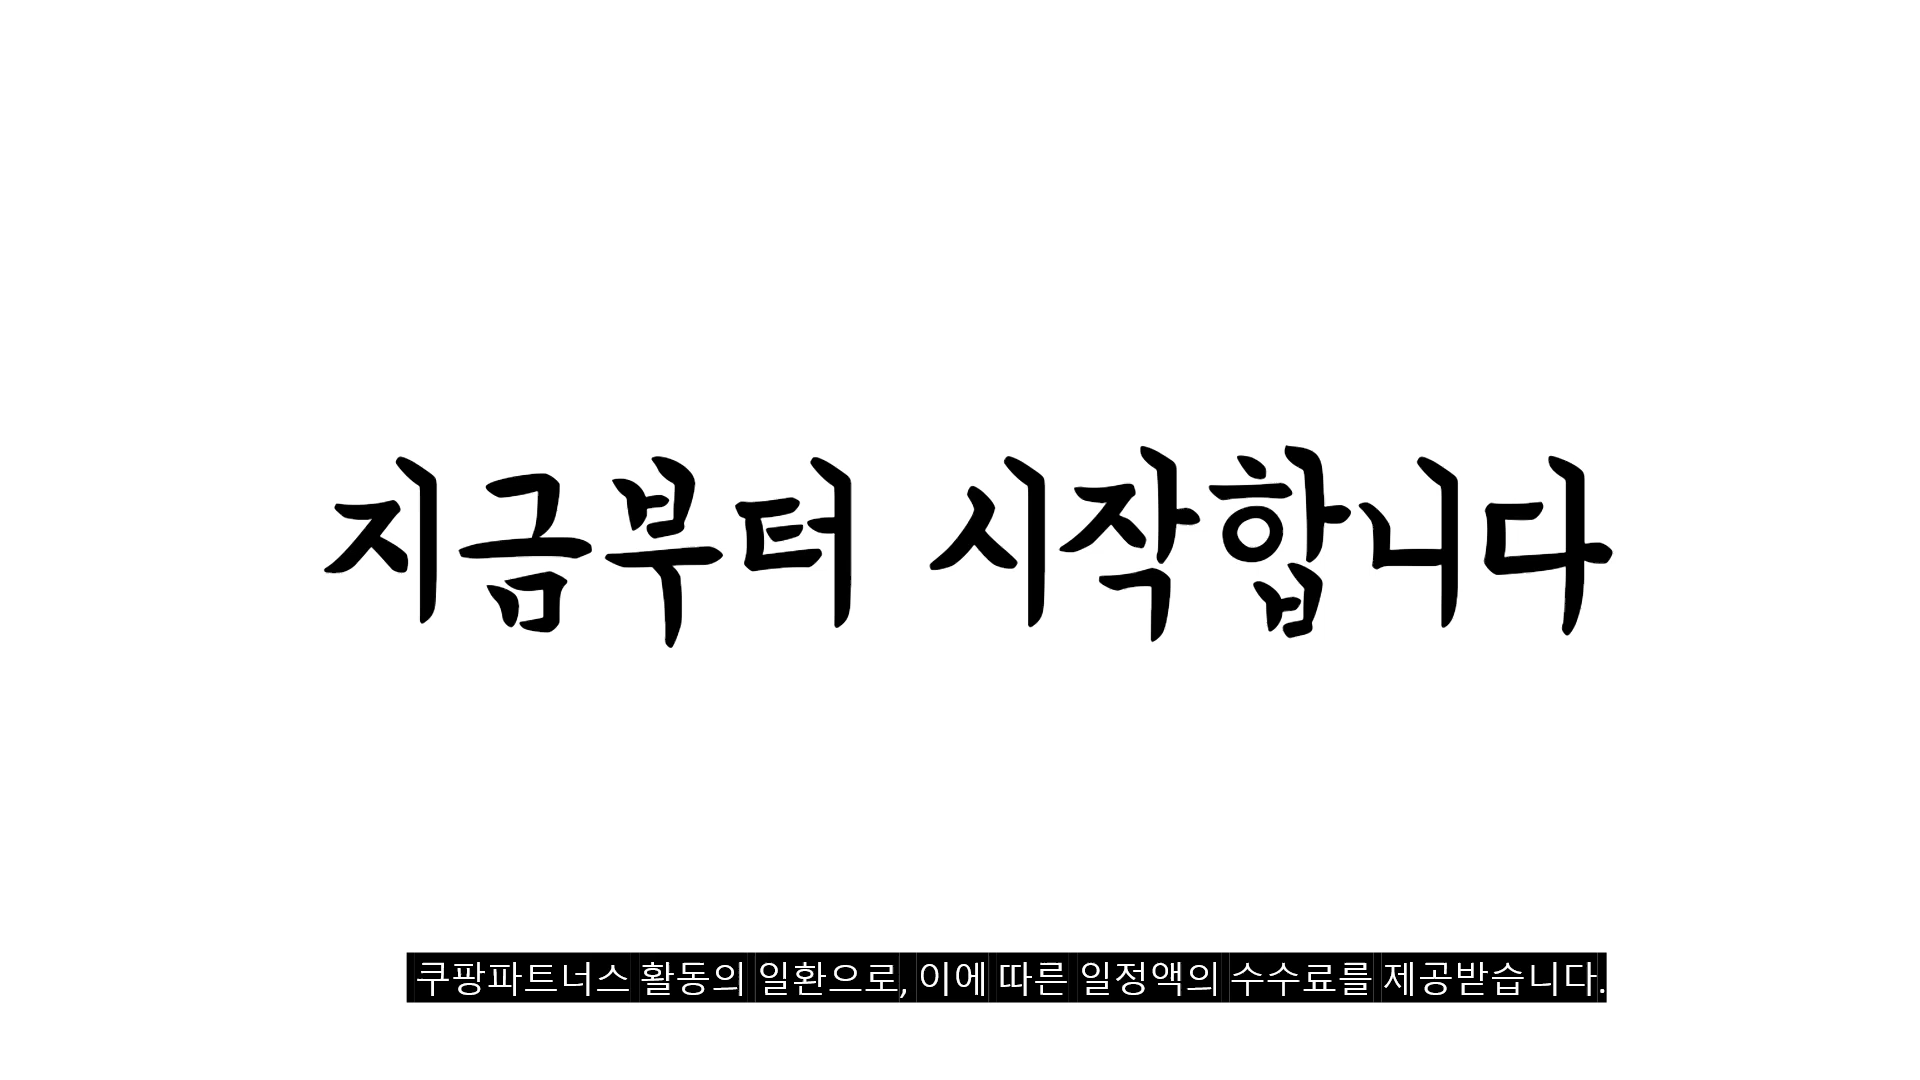 지금부터 시작합니다
쿠팡파트너스 활동의 일환으로, 이에 따른 일정액의 수수료를 제공받습니다.